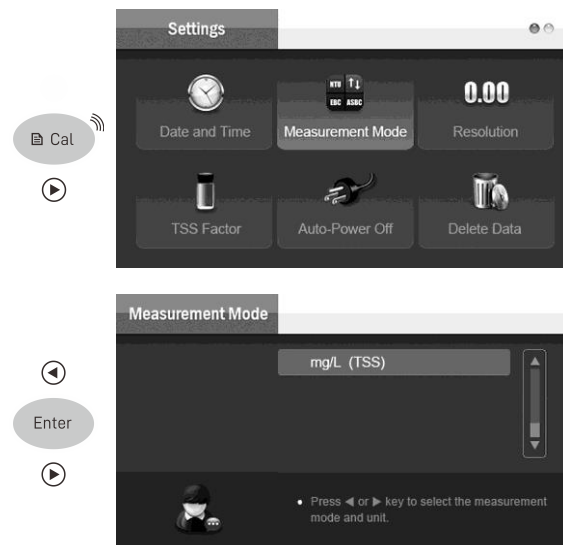 Settings
NTU
EBC ASBC
0.00
Cal
Date and Time Measurement Mode Resolution
TSS Factor Auto-Power Off Delete Data
Measurement Mode
mg/L (TSS)
Enter
• Press ◀ or ▶ key to select the measurement
mode and unit.